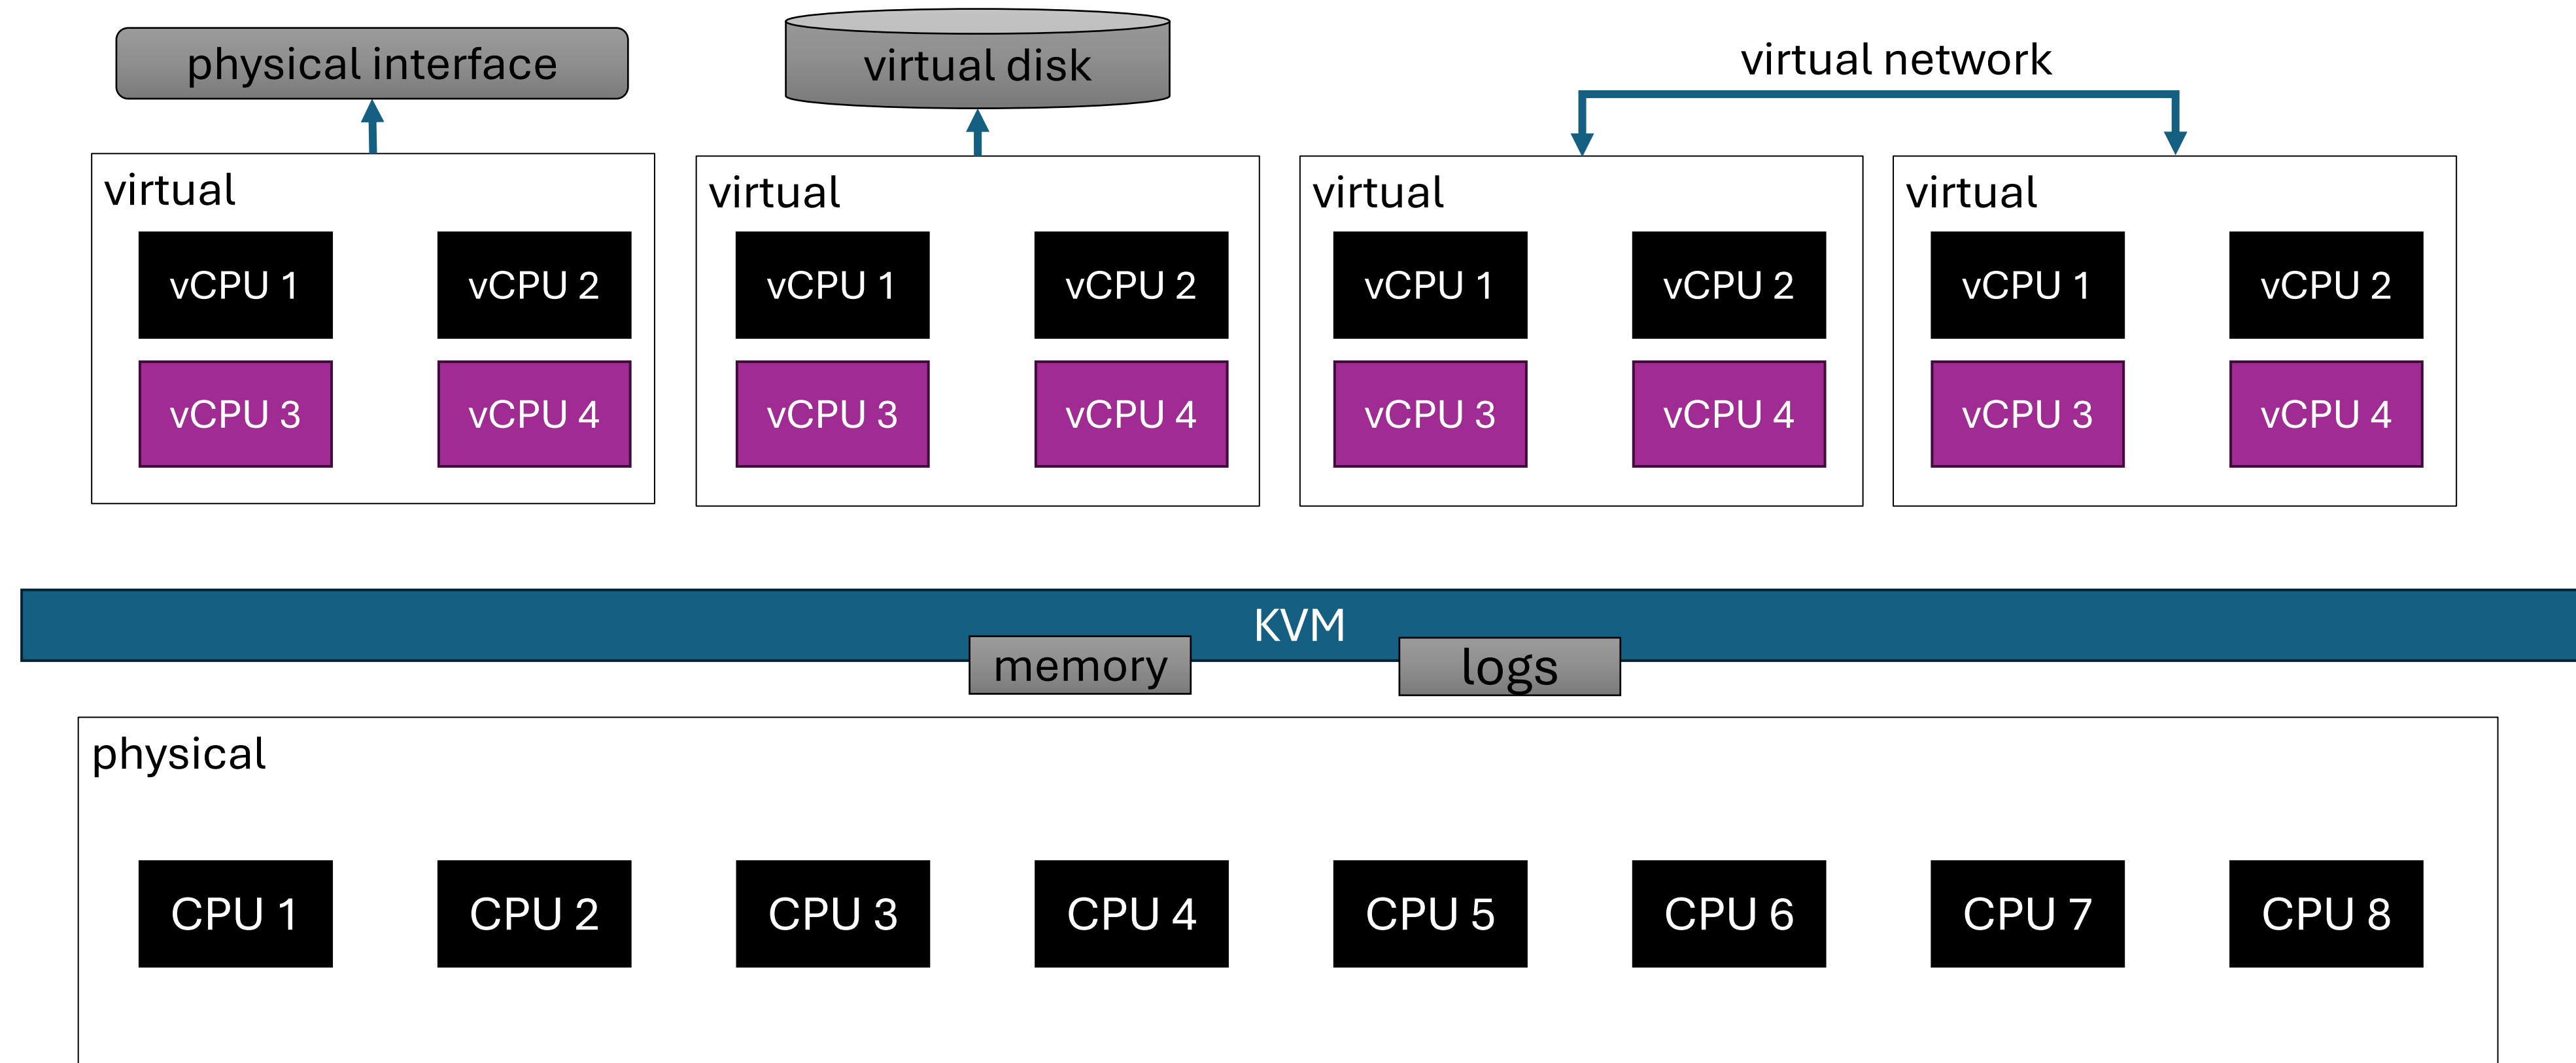 physical interface
virtual disk
virtual network
virtual
vCPU 1
vCPU 2
vCPU 3
vCPU 4
virtual
vCPU 1
vCPU 2
vCPU 3
vCPU 4
virtual
vCPU 1
vCPU 2
vCPU 3
vCPU 4
virtual
vCPU 1
vCPU 2
vCPU 3
vCPU 4
KVM
memory
logs
physical
CPU 1
CPU 2
CPU 3
CPU 4
CPU 5
CPU 6
CPU 7
CPU 8